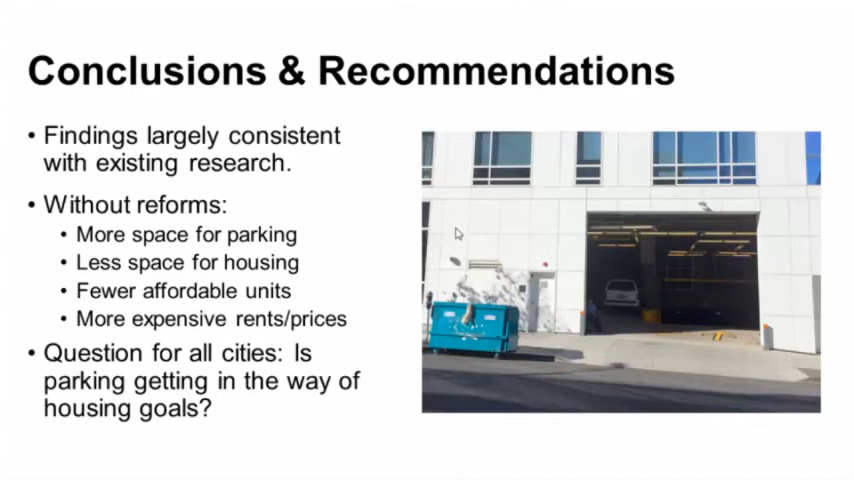 Conclusions & Recommendations
• Findings largely consistent
with existing research.
• Without reforms:
• More space for parking
• Less space for housing
• Fewer affordable units
• More expensive rents/prices
• Question for all cities: Is
parking getting in the way of
housing goals?